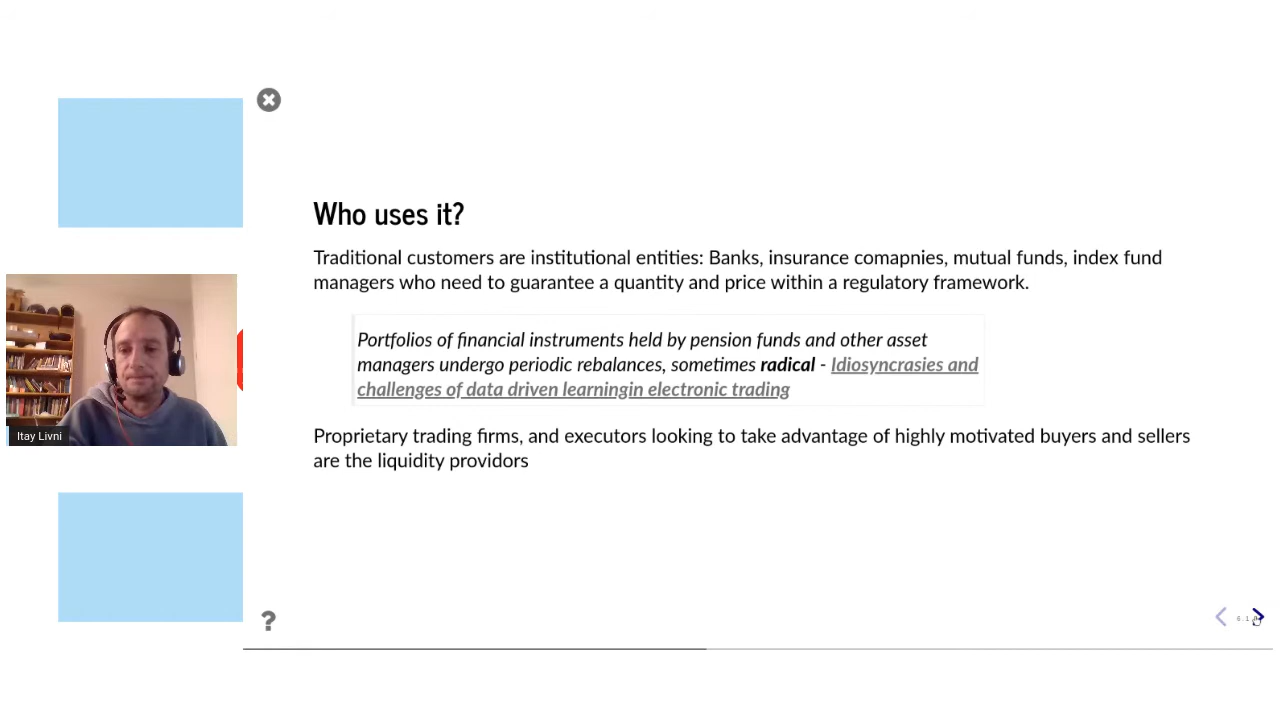 Who uses it?
Traditional customers are institutional entities: Banks, insurance comapnies, mutual funds, index fund
managers who need to guarantee a quantity and price within a regulatory framework.
Portfolios of financial instruments held by pension funds and other asset
managers undergo periodic rebalances, sometimes radical - Idiosyncrasies and
challenges of data driven learningin electronic trading
Itay Livni
Proprietary trading firms, and executors looking to take advantage of highly motivated buyers and sellers
are the liquidity providors
?